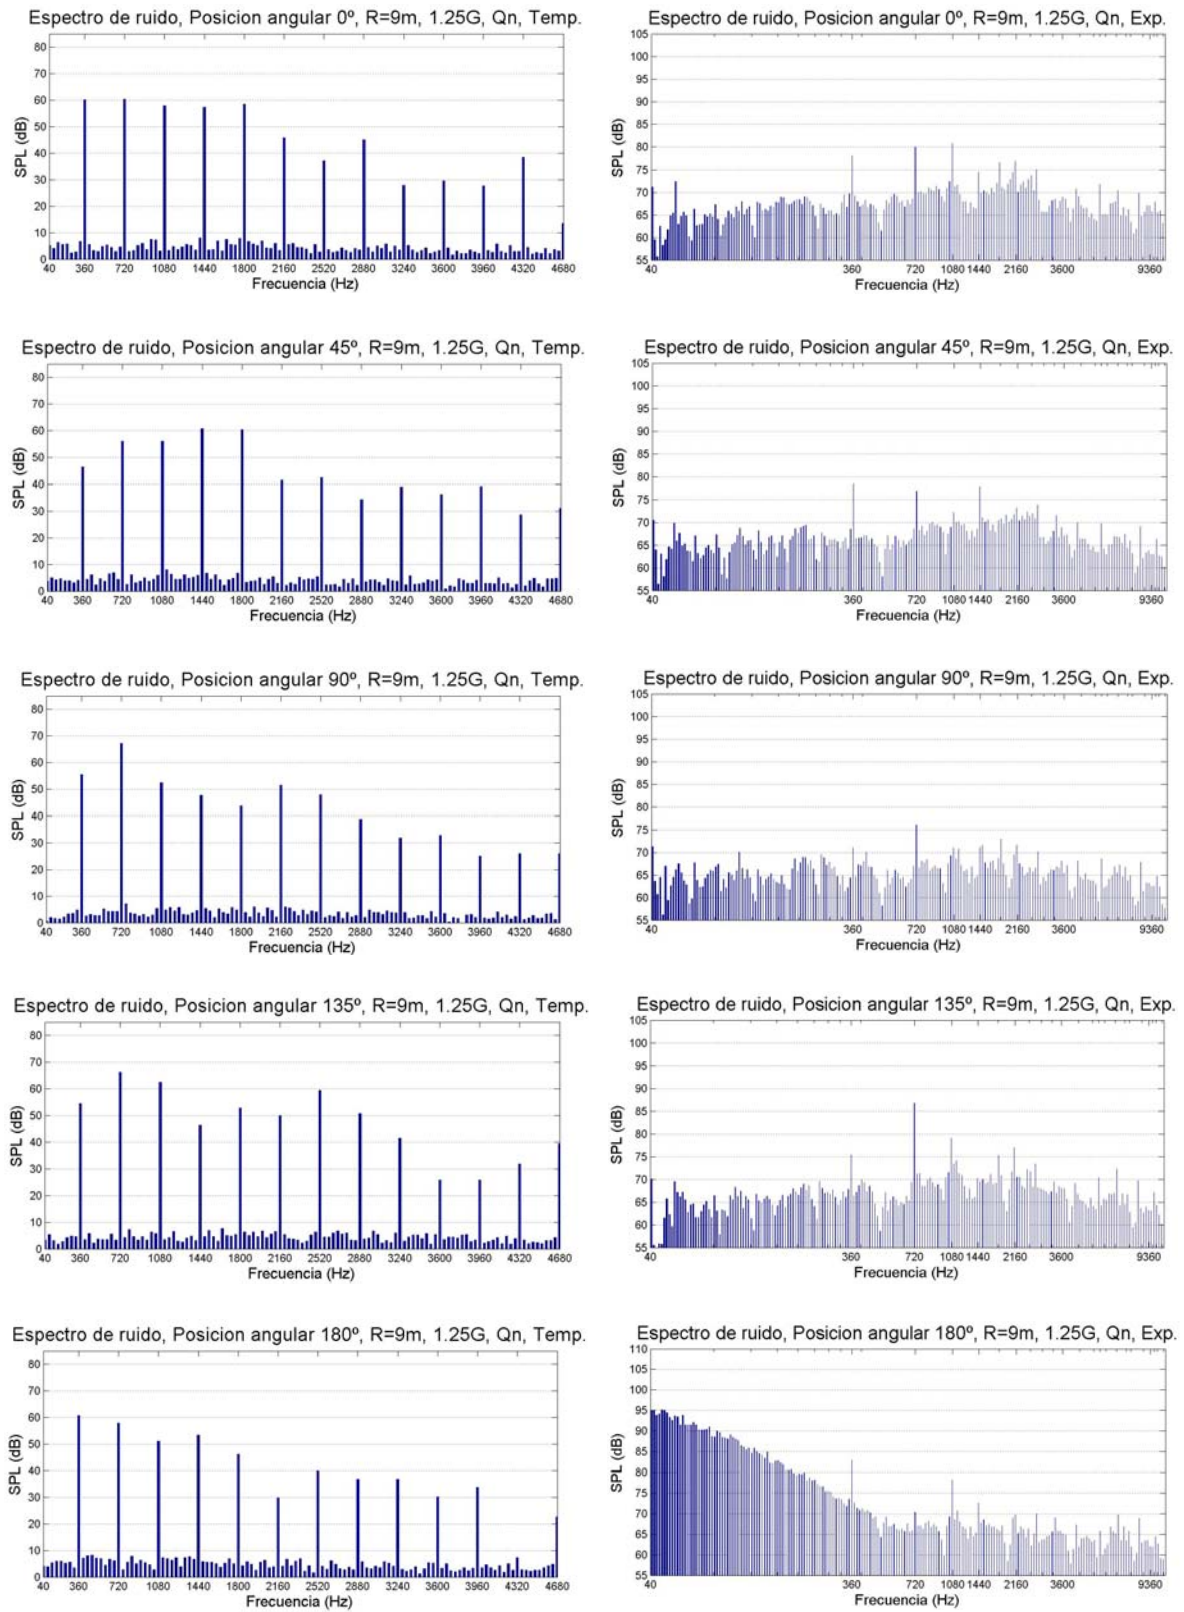 Espectro de ruido, Posicion angular 0º, R=9m, 1.25G, Qn, Temp.
80
70
60
50
40
30
20
10
0
SPL (dB)
40 360 720 1080 1440 1800 2160 2520 2880 3240 3600 3960 4320 4680
Frecuencia (Hz)
Espectro de ruido, Posicion angular 0º, R=9m, 1.25G, Qn, Exp.
105
100
95
90
85
80
75
70
65
60
55
SPL (dB)
40 360 720 1080 1440 2160 3600 9360
Frecuencia (Hz)
Espectro de ruido, Posicion angular 45º, R=9m, 1.25G, Qn, Temp.
80
70
60
50
40
30
20
10
0
SPL (dB)
40 360 720 1080 1440 1800 2160 2520 2880 3240 3600 3960 4320 4680
Frecuencia (Hz)
Espectro de ruido, Posicion angular 45º, R=9m, 1.25G, Qn, Exp.
105
100
95
90
85
80
75
70
65
60
55
SPL (dB)
40 360 720 1080 1440 2160 3600 9360
Frecuencia (Hz)
Espectro de ruido, Posicion angular 90º, R=9m, 1.25G, Qn, Temp.
80
70
60
50
40
30
20
10
0
SPL (dB)
40 360 720 1080 1440 1800 2160 2520 2880 3240 3600 3960 4320 4680
Frecuencia (Hz)
Espectro de ruido, Posicion angular 90º, R=9m, 1.25G, Qn, Exp.
105
100
95
90
85
80
75
70
65
60
55
SPL (dB)
40 360 720 1080 1440 2160 3600 9360
Frecuencia (Hz)
Espectro de ruido, Posicion angular 135º, R=9m, 1.25G, Qn, Temp.
80
70
60
50
40
30
20
10
0
SPL (dB)
40 360 720 1080 1440 1800 2160 2520 2880 3240 3600 3960 4320 4680
Frecuencia (Hz)
Espectro de ruido, Posicion angular 135º, R=9m, 1.25G, Qn, Exp.
105
100
95
90
85
80
75
70
65
60
55
SPL (dB)
40 360 720 1080 1440 2160 3600 9360
Frecuencia (Hz)
Espectro de ruido, Posicion angular 180º, R=9m, 1.25G, Qn, Temp.
80
70
60
50
40
30
20
10
0
SPL (dB)
40 360 720 1080 1440 1800 2160 2520 2880 3240 3600 3960 4320 4680
Frecuencia (Hz)
Espectro de ruido, Posicion angular 180º, R=9m, 1.25G, Qn, Exp.
110
105
100
95
90
85
80
75
70
65
60
55
SPL (dB)
40 360 720 1080 1440 2160 3600 9360
Frecuencia (Hz)